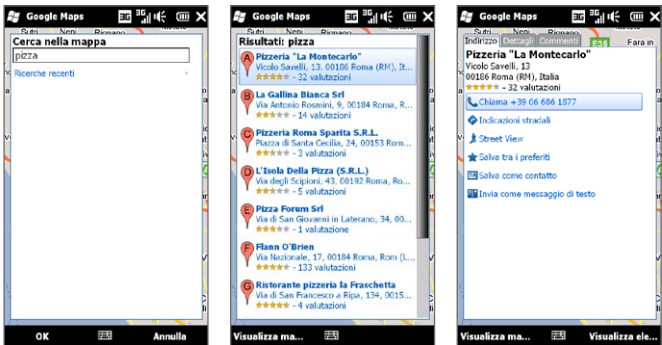 Google Maps
Cerca nella mappa
pizza
Ricerche recenti
OK
Annulla
Google Maps
Sutri Nepi Rignano
Risultati: pizza
A Pizzeria "La Montecarlo"
Vicolo Savelli, 13, 00186 Roma (RM), It...
- 32 valutazioni
B La Gallina Bianca Srl
Via Antonio Rosmini, 9, 00184 Roma, R...
- 14 valutazioni
C Pizzeria Roma Sparita S.R.L.
Piazza di Santa Cecilia, 24, 00153 Rom...
- 3 valutazioni
D L'Isola Della Pizza (S.R.L.)
Via degli Scipioni, 43, 00192 Roma, Ro...
- 5 valutazioni
E Pizza Forum Srl
Via di San Giovanni in Laterano, 34, 00...
- 1 valutazione
F Flann O'Brien
Via Nazionale, 17, 00184 Roma, Rom (L...
- 133 valutazioni
G Ristorante pizzeria la Fraschetta
Via di San Francesco a Ripa, 134, 0015...
- 4 valutazioni
Visualizza ma...
Google Maps
Indirizzo Dettagli Commenti
Fara in
Pizzeria "La Montecarlo"
Vicolo Savelli, 13
00186 Roma (RM), Italia
- 32 valutazioni
Chiama +39 06 686 1877
Indicazioni stradali
Street View
Salva tra i preferiti
Salva come contatto
Invia come messaggio di testo
Visualizza ma...
Visualizza ele...